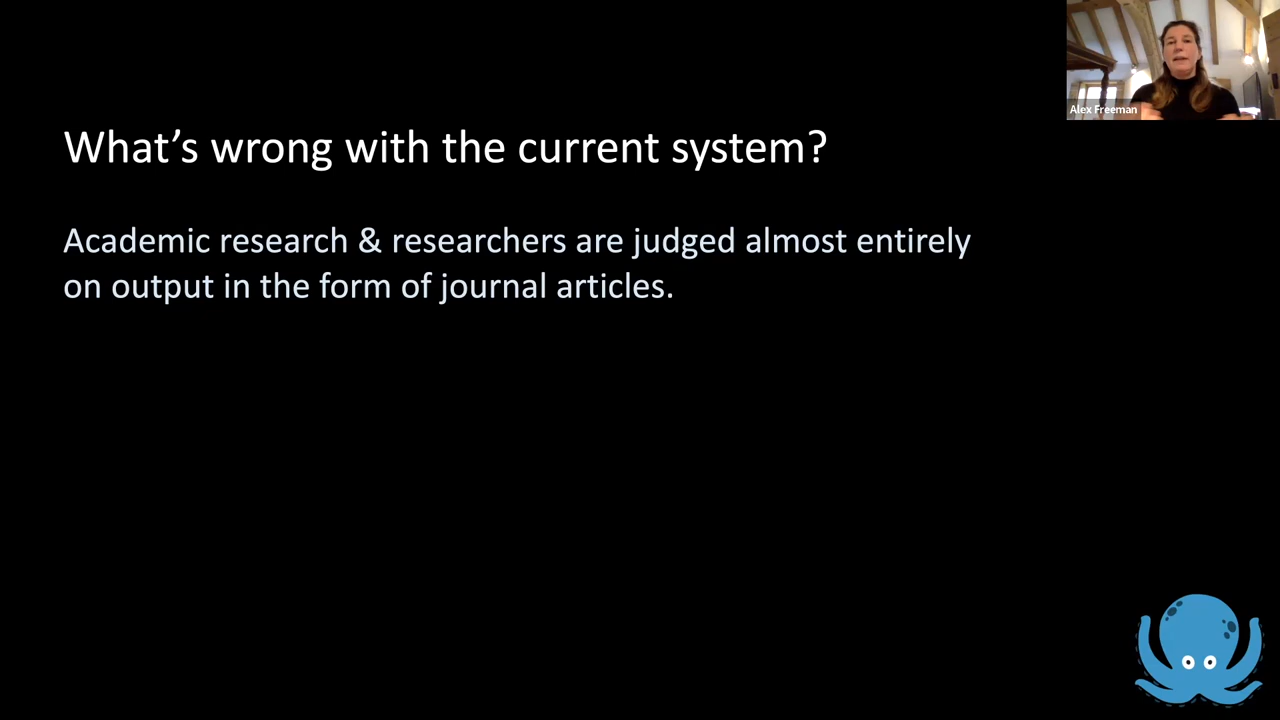 Alex Freeman
What’s wrong with the current system?
Academic research & researchers are judged almost entirely
on output in the form of journal articles.